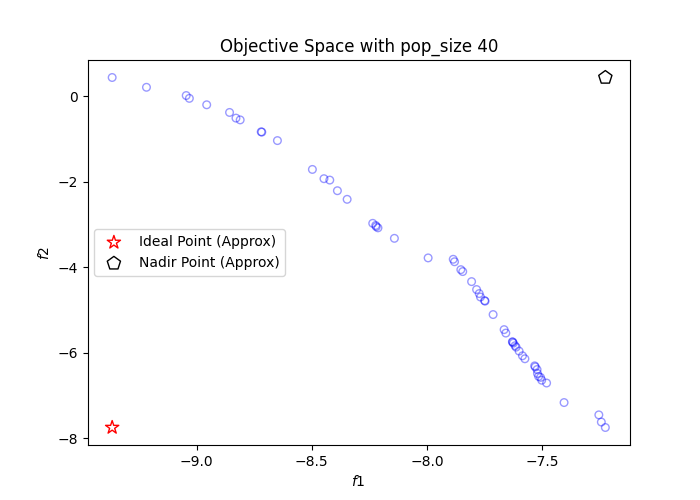 Objective Space with pop_size 40
0
−2
−4
−6
−8
f2
Ideal Point (Approx)
Nadir Point (Approx)
−9.0
−8.5
−8.0
−7.5
f1